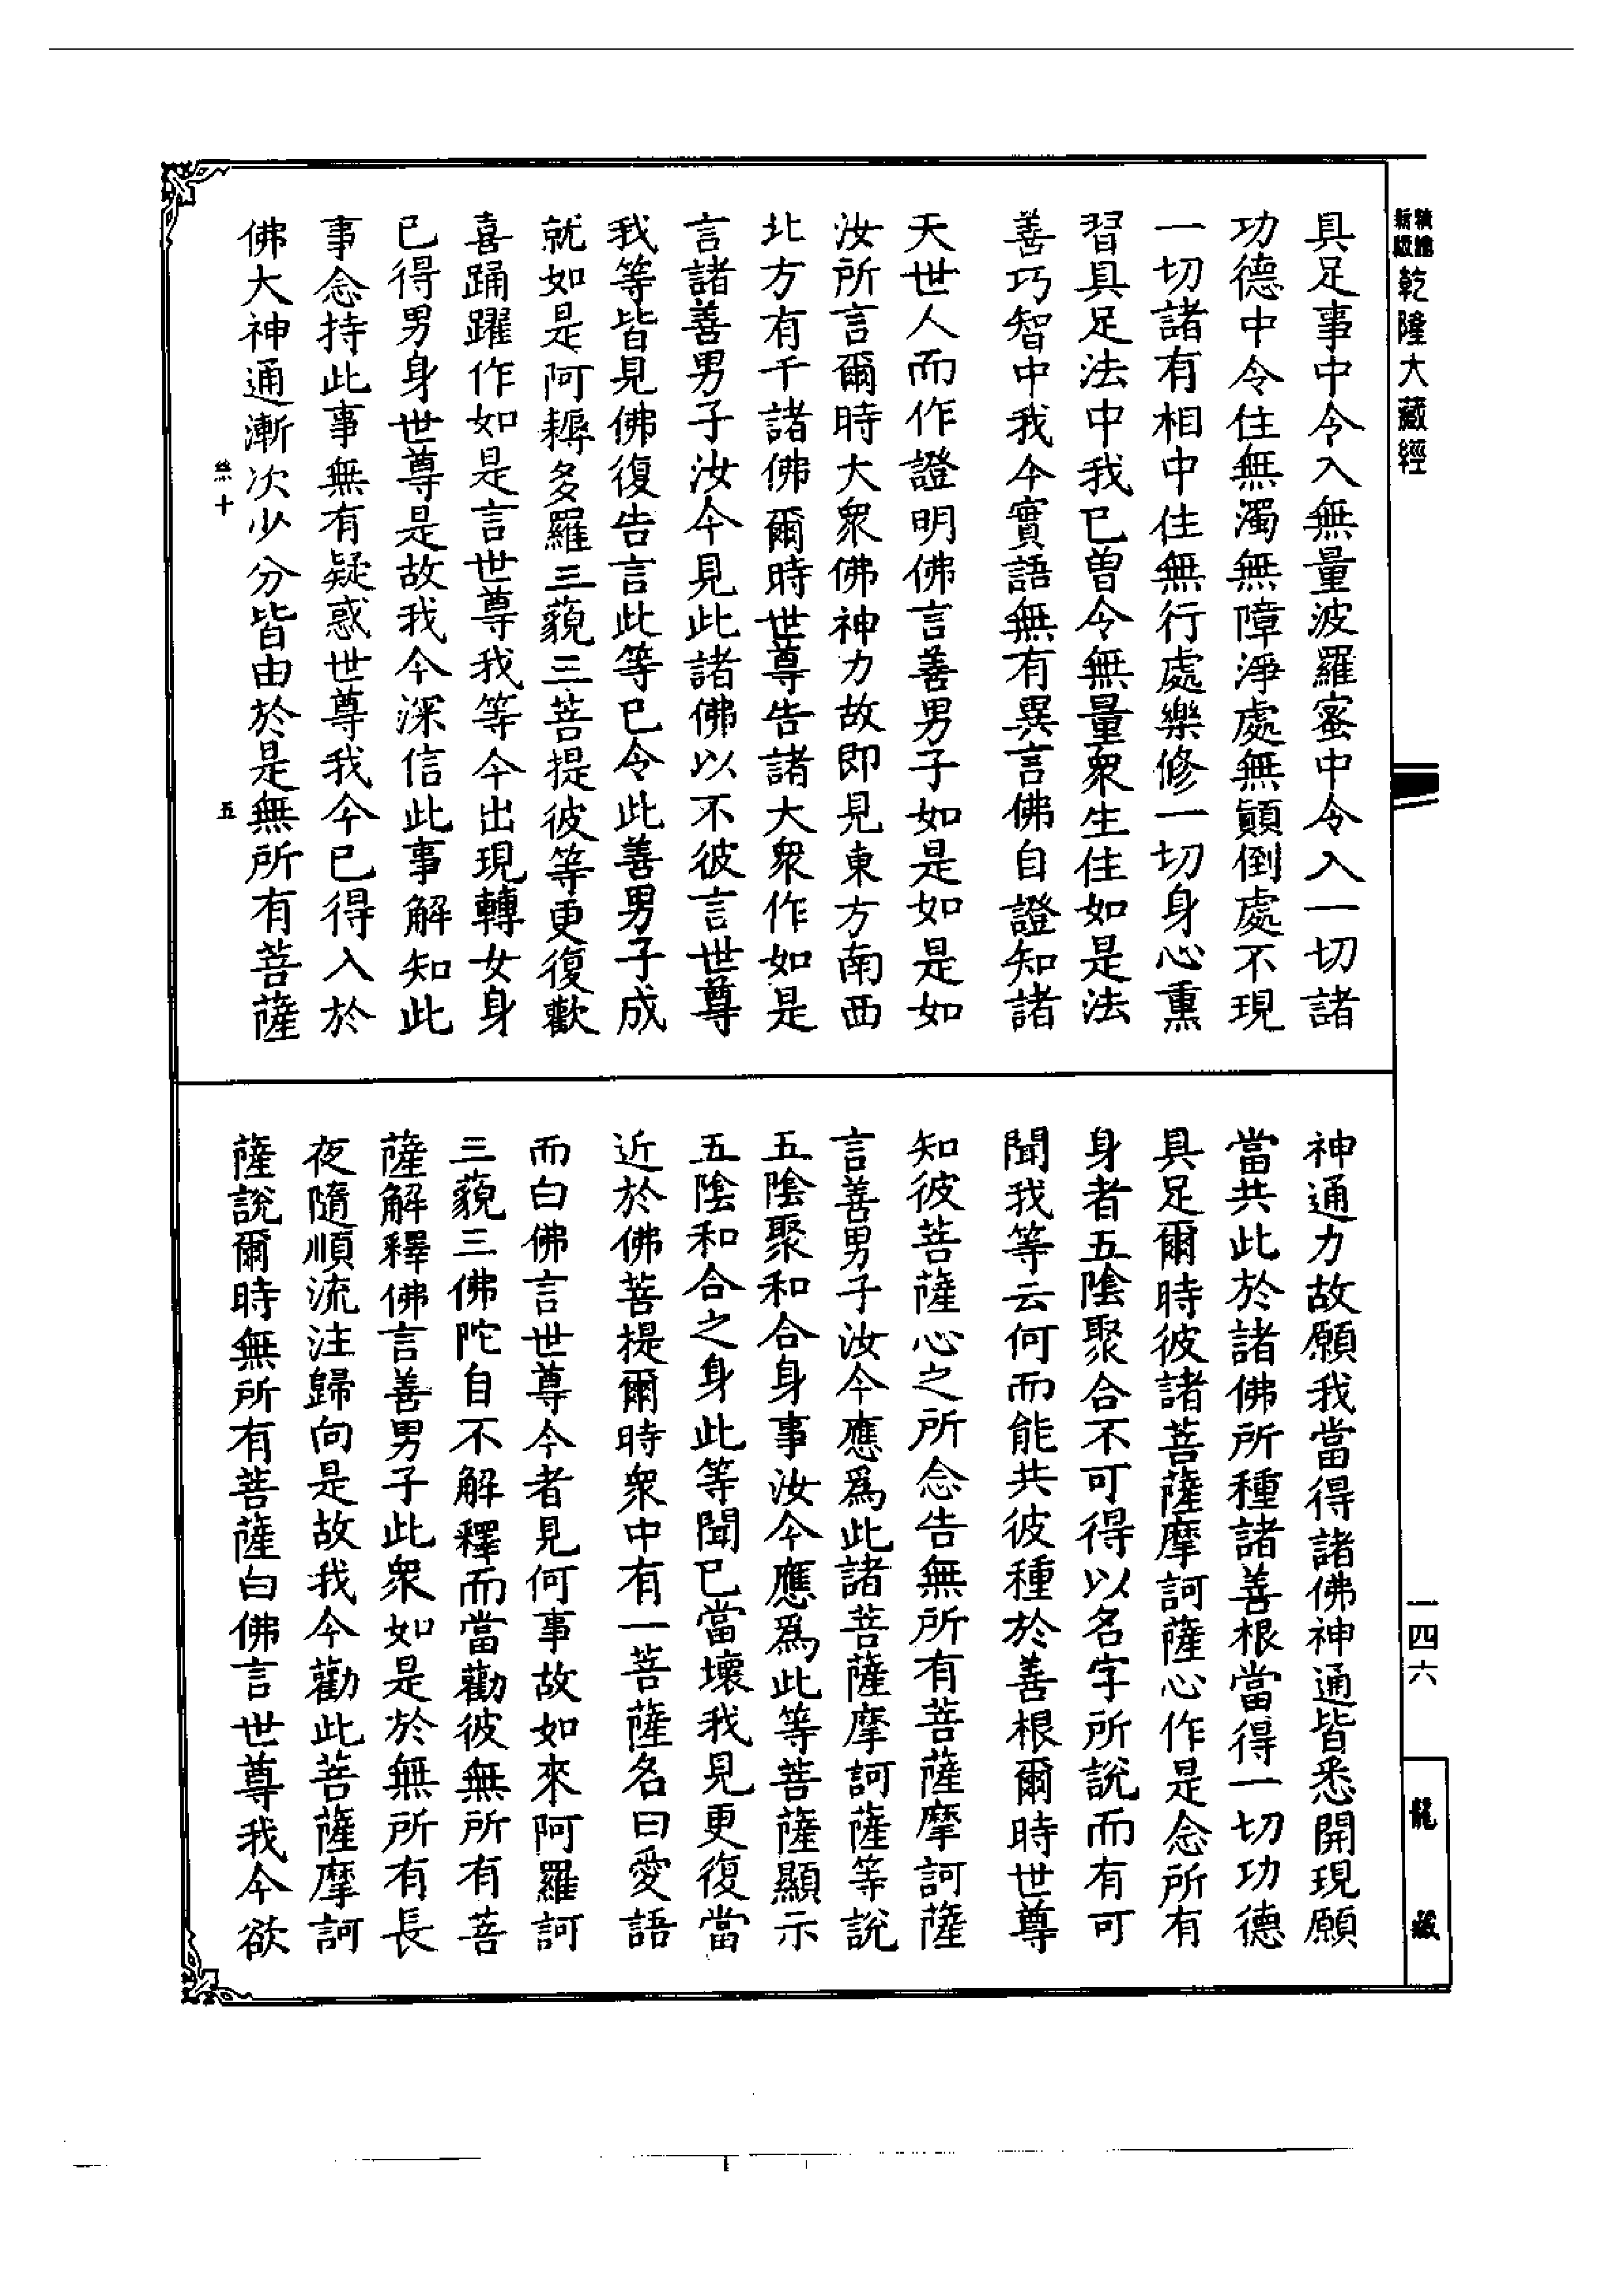 新版
乾隆大藏經
具足事中令入無量波羅蜜中令入一切諸
功德中令住無濁無障淨處無顛倒處不現
一切諸有相中住無行處樂修一切身心熏
習具足法中我已曾令無量衆生住如是法
善巧智中我今實語無有異言佛自證知諸
天世人而作證明佛言善男子如是如是如
汝所言爾時大衆佛神力故即見東方南西
北方有千諸佛爾時世尊告諸大衆作如是
言諸善男子汝今見此諸佛以不彼言世尊
我等皆見佛復告言此等已令此善男子成
就如是阿耨多羅三藐三菩提彼等更復歡
喜踊躍作如是言世尊我等今出現轉女身
已得男身世尊是故我今深信此事解知此
事念持此事無有疑惑世尊我今已得入於
佛大神通漸次少分皆由於是無所有菩薩
絲十
五
神通力故願我當得諸佛神通皆悉開現願
當共此於諸佛所種諸善根當得一切功德
具足爾時彼諸菩薩摩訶薩心作是念所有
身者五陰聚合不可得以名字所說而有可
聞我等云何而能共彼種於善根爾時世尊
知彼菩薩心之所念告無所有菩薩摩訶薩
言善男子汝今應爲此諸菩薩摩訶薩等說
五陰聚和合身事汝今應爲此等菩薩顯示
五陰和合之身此等聞已當壞我見更復當
近於佛菩提爾時衆中有一菩薩名曰愛語
而白佛言世尊今者見何事故如來阿羅訶
三藐三佛陀自不解釋而當勸彼無所有菩
薩解釋佛言善男子此衆如是於無所有長
夜隨順流注歸向是故我今勸此菩薩摩訶
薩說爾時無所有菩薩白佛言世尊我今欲
一四六
龍藏